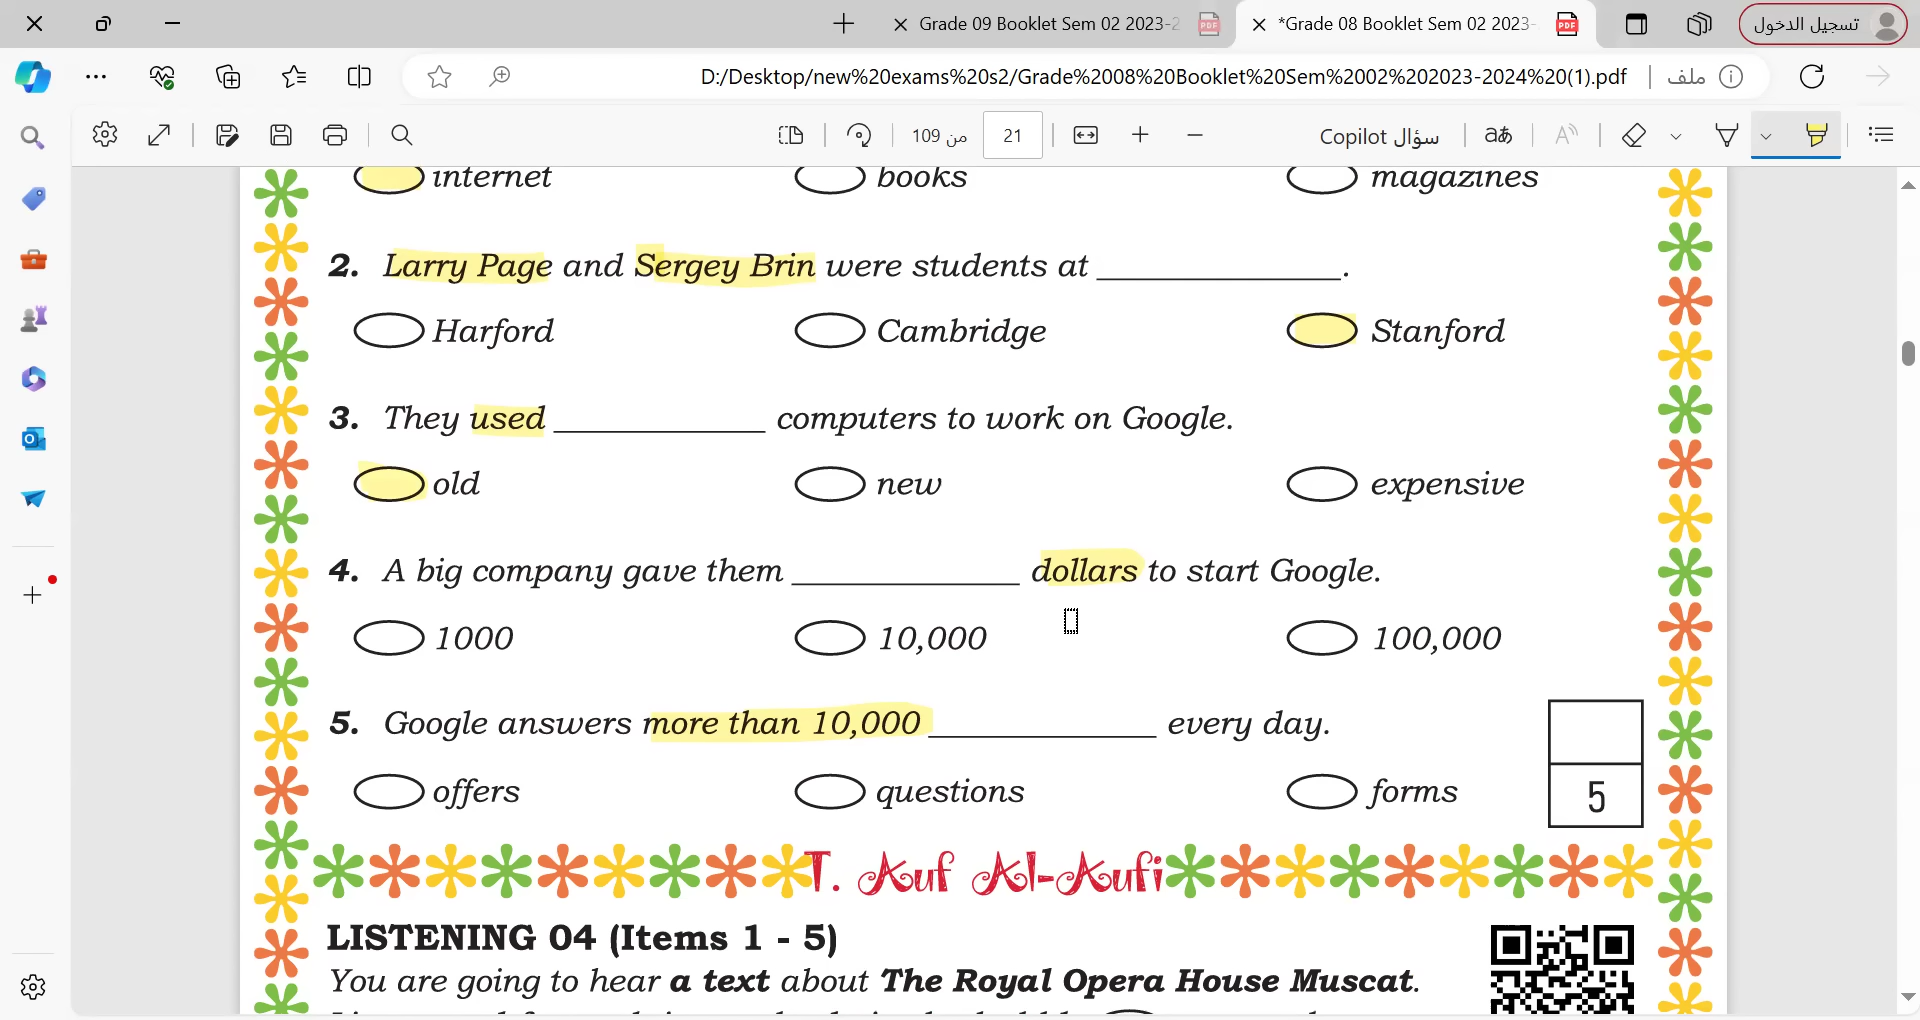 Grade 09 Booklet Sem 02 2023-2
*Grade 08 Booklet Sem 02 2023-
تسجيل الدخول
D:/Desktop/new%20exams%20s2/Grade%2008%20Booklet%20Sem%2002%202023-2024%20(1).pdf
ملف
من 109
21
سؤال Copilot
internet books magazines
2. Larry Page and Sergey Brin were students at ______________.
Harford Cambridge Stanford
3. They used ____________ computers to work on Google.
old new expensive
4. A big company gave them _____________ dollars to start Google.
1000 10,000 100,000
5. Google answers more than 10,000 _____________ every day.
offers questions forms
5
T. Auf Al-Aufi
LISTENING 04 (Items 1 - 5)
You are going to hear a text about The Royal Opera House Muscat.